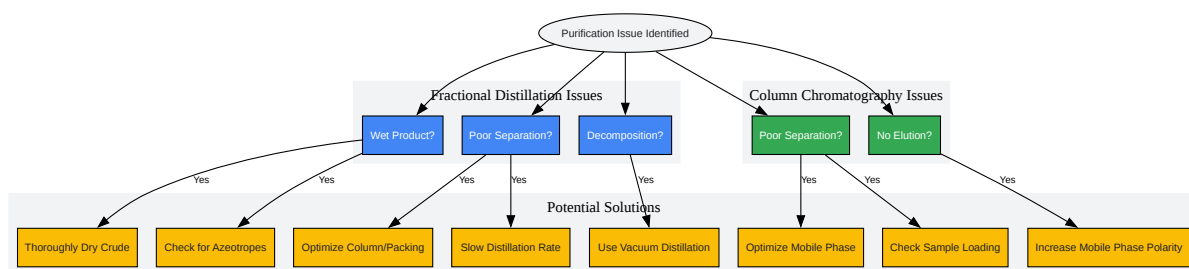 Purification Issue Identified
Fractional Distillation Issues
Column Chromatography Issues
Wet Product?
Poor Separation?
Decomposition?
Poor Separation?
No Elution?
Yes
Yes
Yes
Yes
Yes
Yes
Yes
Yes
Potential Solutions
Thoroughly Dry Crude
Check for Azeotropes
Optimize Column/Packing
Slow Distillation Rate
Use Vacuum Distillation
Optimize Mobile Phase
Check Sample Loading
Increase Mobile Phase Polarity